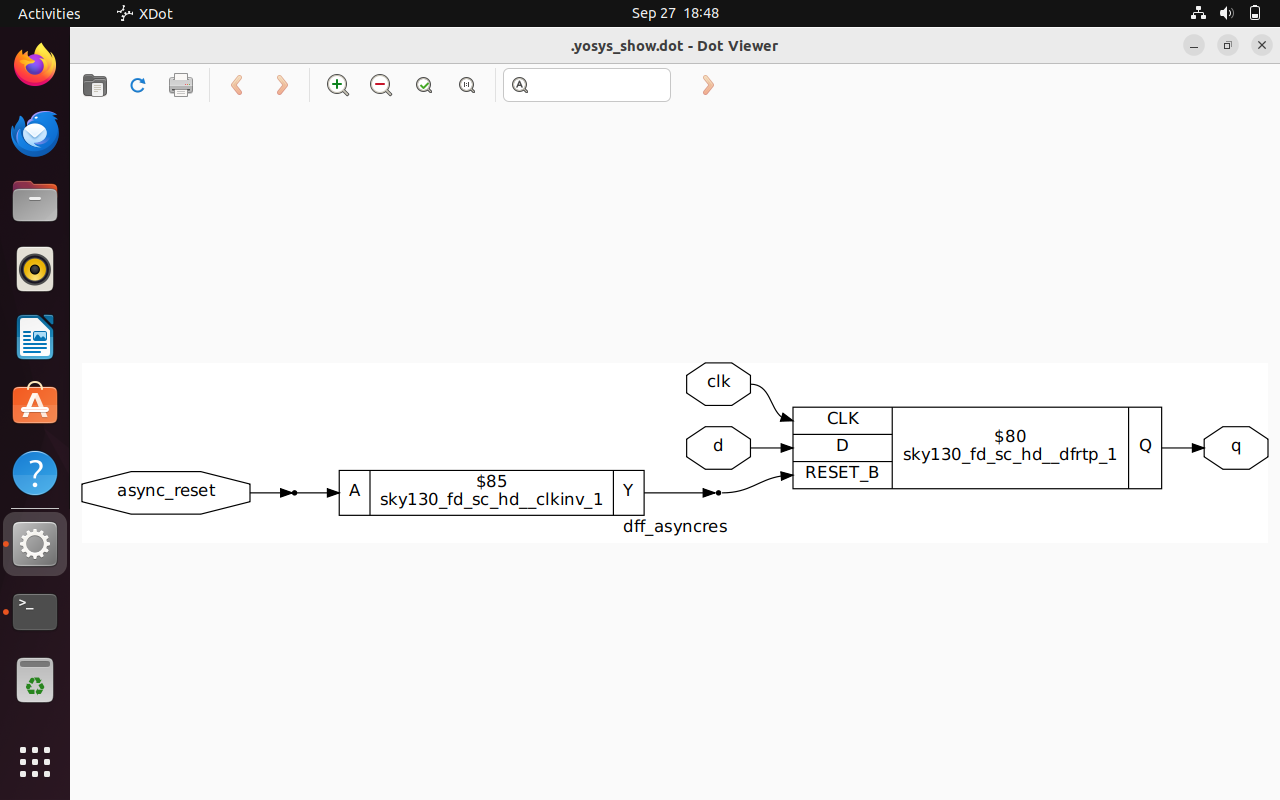 Activities XDot Sep 27 18:48
.yosys_show.dot - Dot Viewer
clk
d
async_reset
A
$85
sky130_fd_sc_hd__clkinv_1
Y
CLK
D
RESET_B
$80
sky130_fd_sc_hd__dfrtp_1
Q
q
dff_asyncres